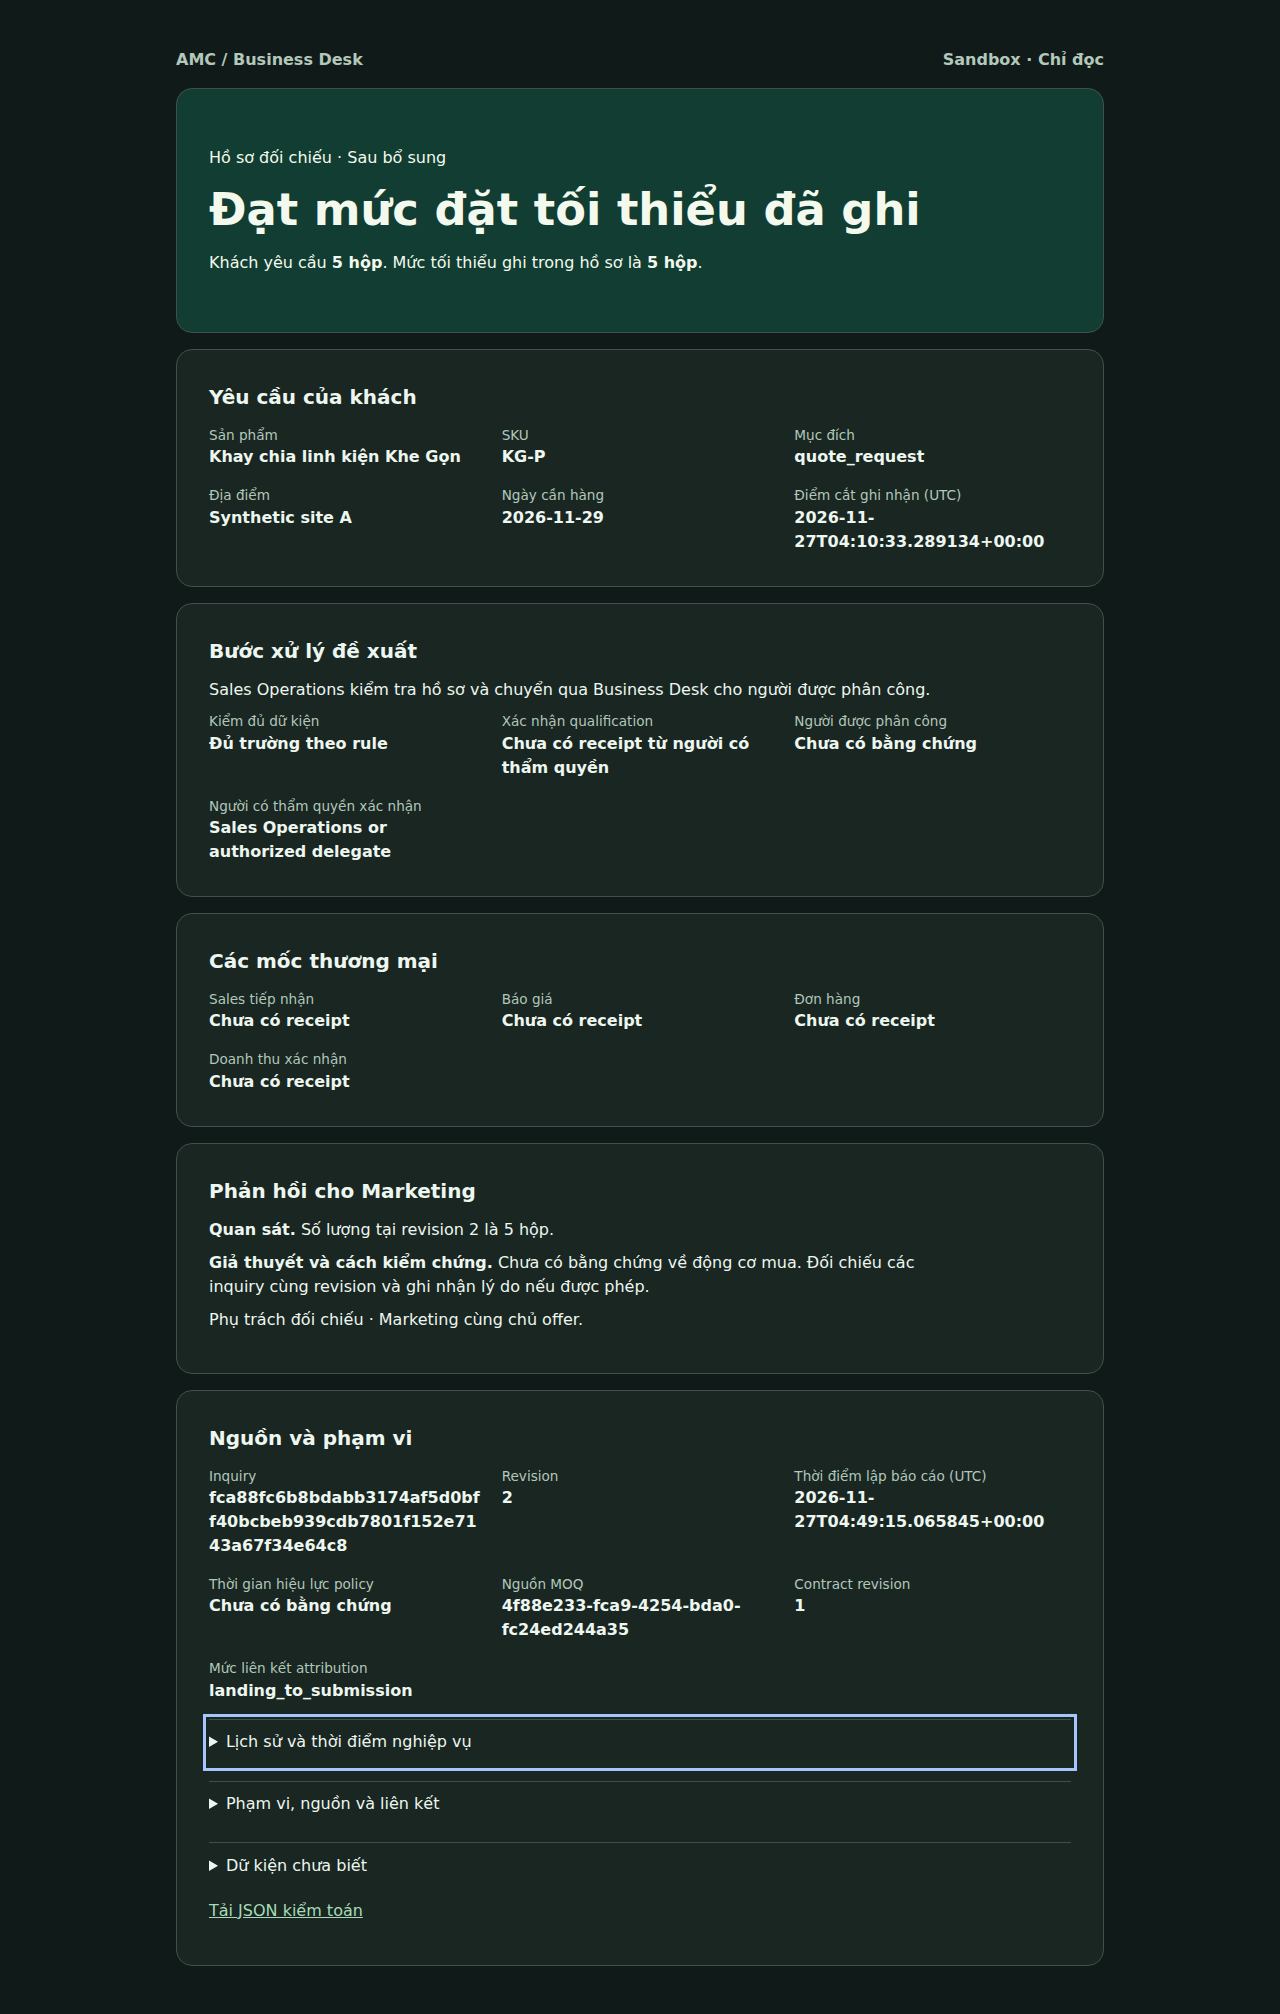 AMC / Business Desk
Sandbox · Chỉ đọc
Hồ sơ đối chiếu · Sau bổ sung
Đạt mức đặt tối thiểu đã ghi
Khách yêu cầu 5 hộp. Mức tối thiểu ghi trong hồ sơ là 5 hộp.
Yêu cầu của khách
Sản phẩm
Khay chia linh kiện Khe Gọn
SKU
KG-P
Mục đích
quote_request
Địa điểm
Synthetic site A
Ngày cần hàng
2026-11-29
Điểm cắt ghi nhận (UTC)
2026-11-
27T04:10:33.289134+00:00
Bước xử lý đề xuất
Sales Operations kiểm tra hồ sơ và chuyển qua Business Desk cho người được phân công.
Kiểm đủ dữ kiện
Đủ trường theo rule
Xác nhận qualification
Chưa có receipt từ người có
thẩm quyền
Người được phân công
Chưa có bằng chứng
Người có thẩm quyền xác nhận
Sales Operations or
authorized delegate
Các mốc thương mại
Sales tiếp nhận
Chưa có receipt
Báo giá
Chưa có receipt
Đơn hàng
Chưa có receipt
Doanh thu xác nhận
Chưa có receipt
Phản hồi cho Marketing
Quan sát. Số lượng tại revision 2 là 5 hộp.
Giả thuyết và cách kiểm chứng. Chưa có bằng chứng về động cơ mua. Đối chiếu các
inquiry cùng revision và ghi nhận lý do nếu được phép.
Phụ trách đối chiếu · Marketing cùng chủ offer.
Nguồn và phạm vi
Inquiry
fca88fc6b8bdabb3174af5d0bf
f40bcbeb939cdb7801f152e71
43a67f34e64c8
Revision
2
Thời điểm lập báo cáo (UTC)
2026-11-
27T04:49:15.065845+00:00
Thời gian hiệu lực policy
Chưa có bằng chứng
Nguồn MOQ
4f88e233-fca9-4254-bda0-
fc24ed244a35
Contract revision
1
Mức liên kết attribution
landing_to_submission
Lịch sử và thời điểm nghiệp vụ
Phạm vi, nguồn và liên kết
Dữ kiện chưa biết
Tải JSON kiểm toán